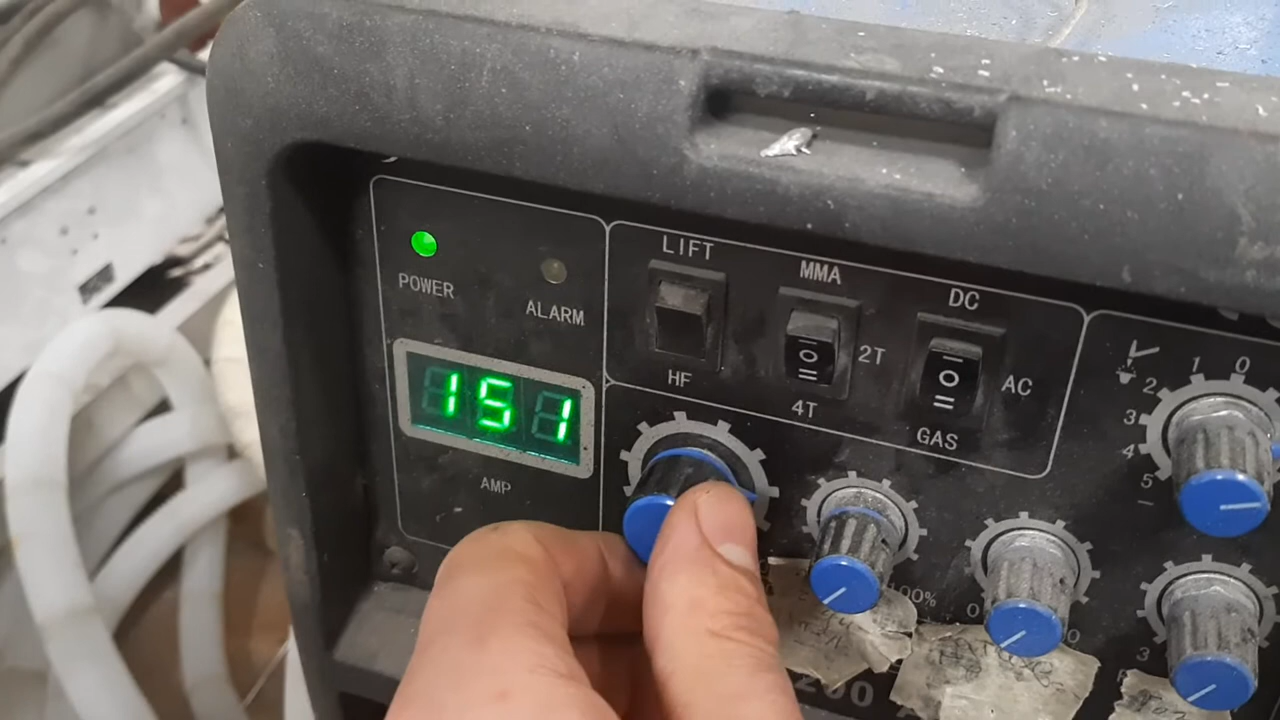 LIFT
MMA
DC
POWER
ALARM
2T
AC
HF
4T
GAS
151
AMP
1 0
2
3
4
5
100%
0
0
3
200